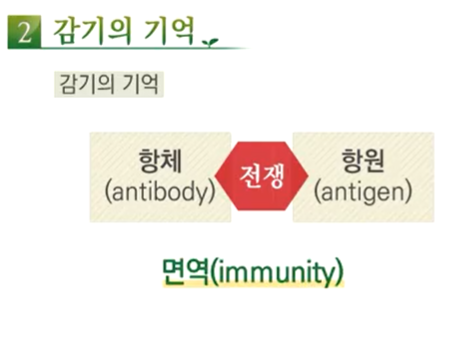 2 감기의 기억
감기의 기억
항체 전쟁 항원
(antibody) (antigen)
면역(immunity)